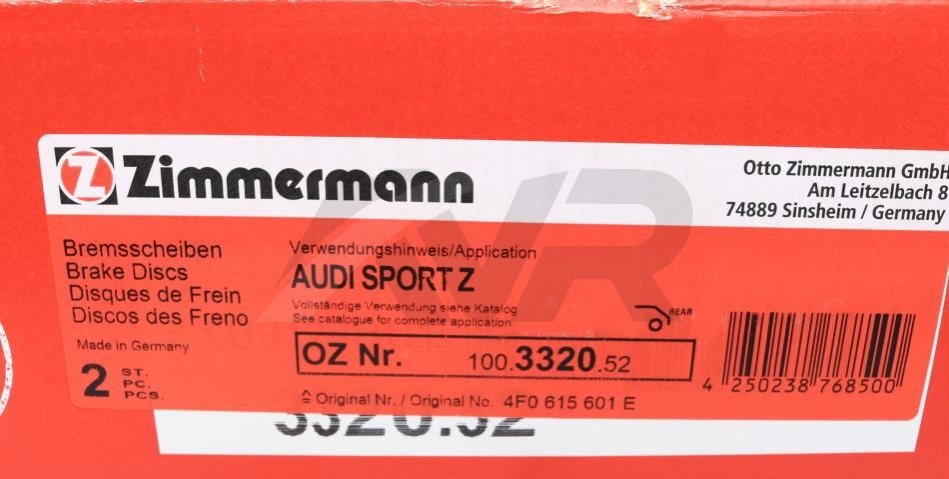 Z Zimmermann
Otto Zimmermann GmbH
Am Leitzelbach 8
74889 Sinsheim / Germany
Bremsscheiben
Brake Discs
Disques de Frein
Discos des Freno
Made in Germany
2 ST.
PC.
PCS.
Verwendungshinweis/Application
AUDI SPORT Z
Vollständige Verwendung siehe Katalog
See catalogue for complete application
REAR
OZ Nr. 100.3320.52
≙ Original Nr. / Original No. 4F0 615 601 E
4 250238 768500
3320.52